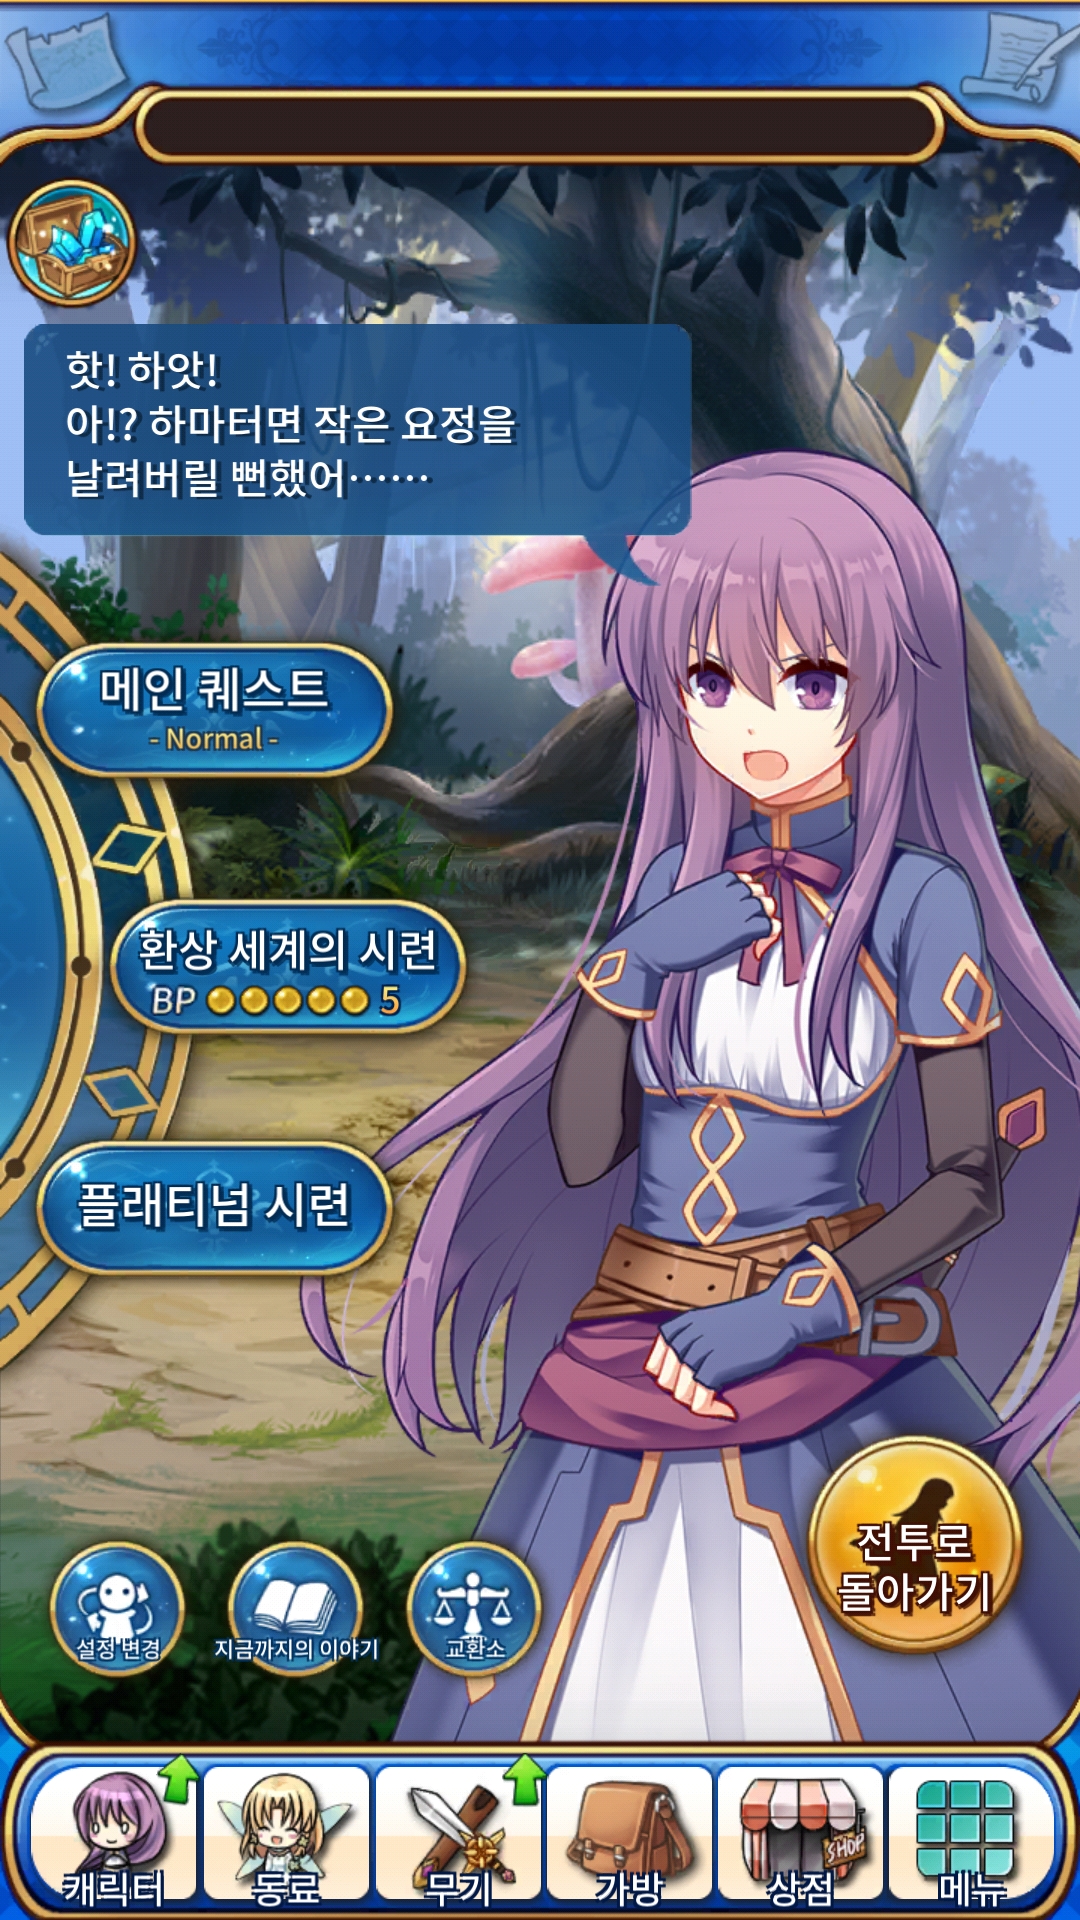 핫! 하앗!
아!? 하마터면 작은 요정을
날려버릴 뻔했어……
메인 퀘스트
- Normal -
환상 세계의 시련
BP 5
플래티넘 시련
전투로
돌아가기
설정 변경
지금까지의 이야기
교환소
SHOP
캐릭터
동료
무기
가방
상점
메뉴